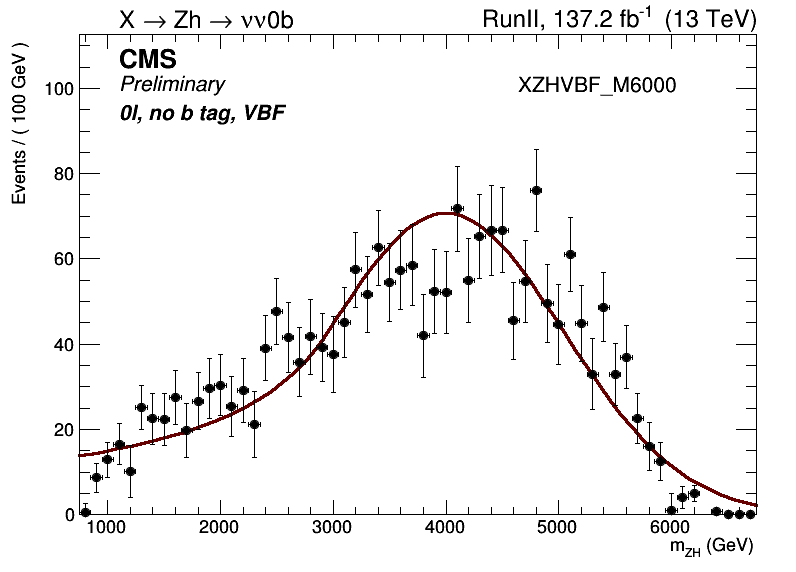 X → Zh → νν0b
RunII, 137.2 fb⁻¹ (13 TeV)
CMS
Preliminary
0l, no b tag, VBF
XZHVBF_M6000
Events / ( 100 GeV )
100
80
60
40
20
0
1000 2000 3000 4000 5000 6000
m_ZH (GeV)